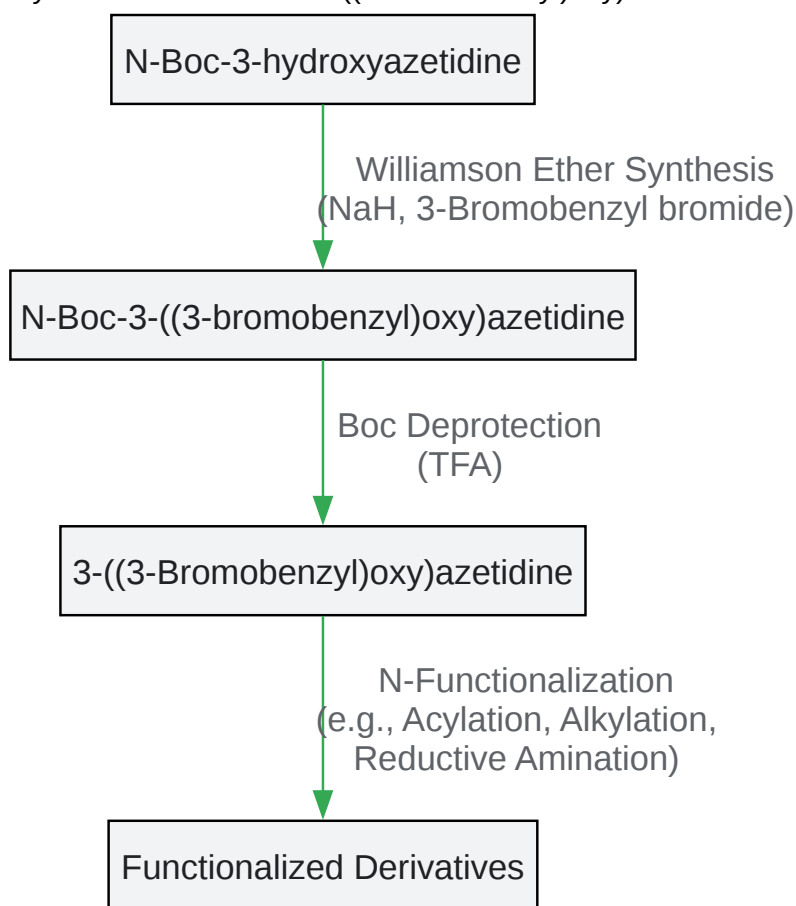 N-Boc-3-hydroxyazetidine
Williamson Ether Synthesis
(NaH, 3-Bromobenzyl bromide)
N-Boc-3-((3-bromobenzyl)oxy)azetidine
Boc Deprotection
(TFA)
3-((3-Bromobenzyl)oxy)azetidine
N-Functionalization
(e.g., Acylation, Alkylation,
Reductive Amination)
Functionalized Derivatives